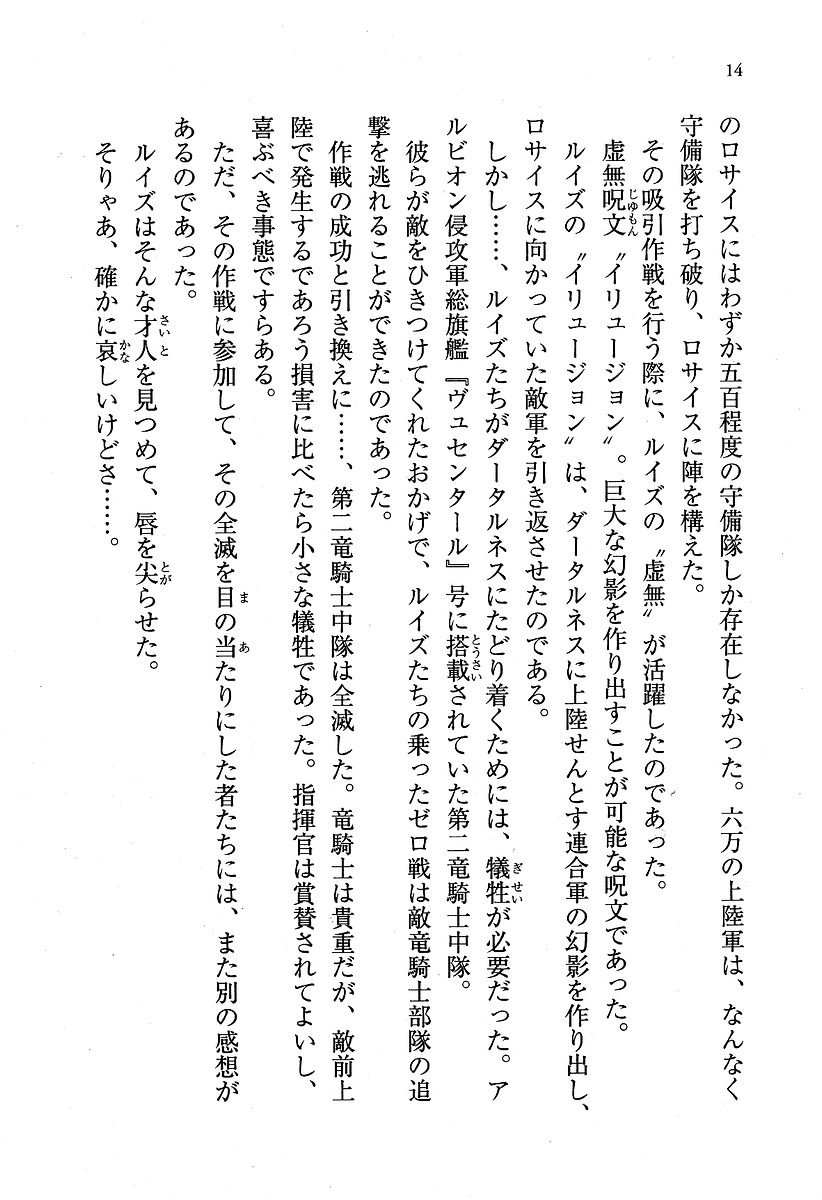 14
のロサイスにはわずか五百程度の守備隊しか存在しなかった。六万の上陸軍は、なんなく
守備隊を打ち破り、ロサイスに陣を構えた。
その吸引作戦を行う際に、ルイズの〝虚無〟が活躍したのであった。
虚無呪文〝イリュージョン〟。巨大な幻影を作り出すことが可能な呪文であった。
ルイズの〝イリュージョン〟は、ダータルネスに上陸せんとす連合軍の幻影を作り出し、
ロサイスに向かっていた敵軍を引き返させたのである。
しかし……、ルイズたちがダータルネスにたどり着くためには、犠牲が必要だった。ア
ルビオン侵攻軍総旗艦『ヴュセンタール』号に搭載されていた第二竜騎士中隊。
彼らが敵をひきつけてくれたおかげで、ルイズたちの乗ったゼロ戦は敵竜騎士部隊の追
撃を逃れることができたのであった。
作戦の成功と引き換えに……、第二竜騎士中隊は全滅した。竜騎士は貴重だが、敵前上
陸で発生するであろう損害に比べたら小さな犠牲であった。指揮官は賞賛されてよいし、
喜ぶべき事態ですらある。
ただ、その作戦に参加して、その全滅を目の当たりにした者たちには、また別の感想が
あるのであった。
ルイズはそんな才人を見つめて、唇を尖らせた。
そりゃあ、確かに哀しいけどさ……。